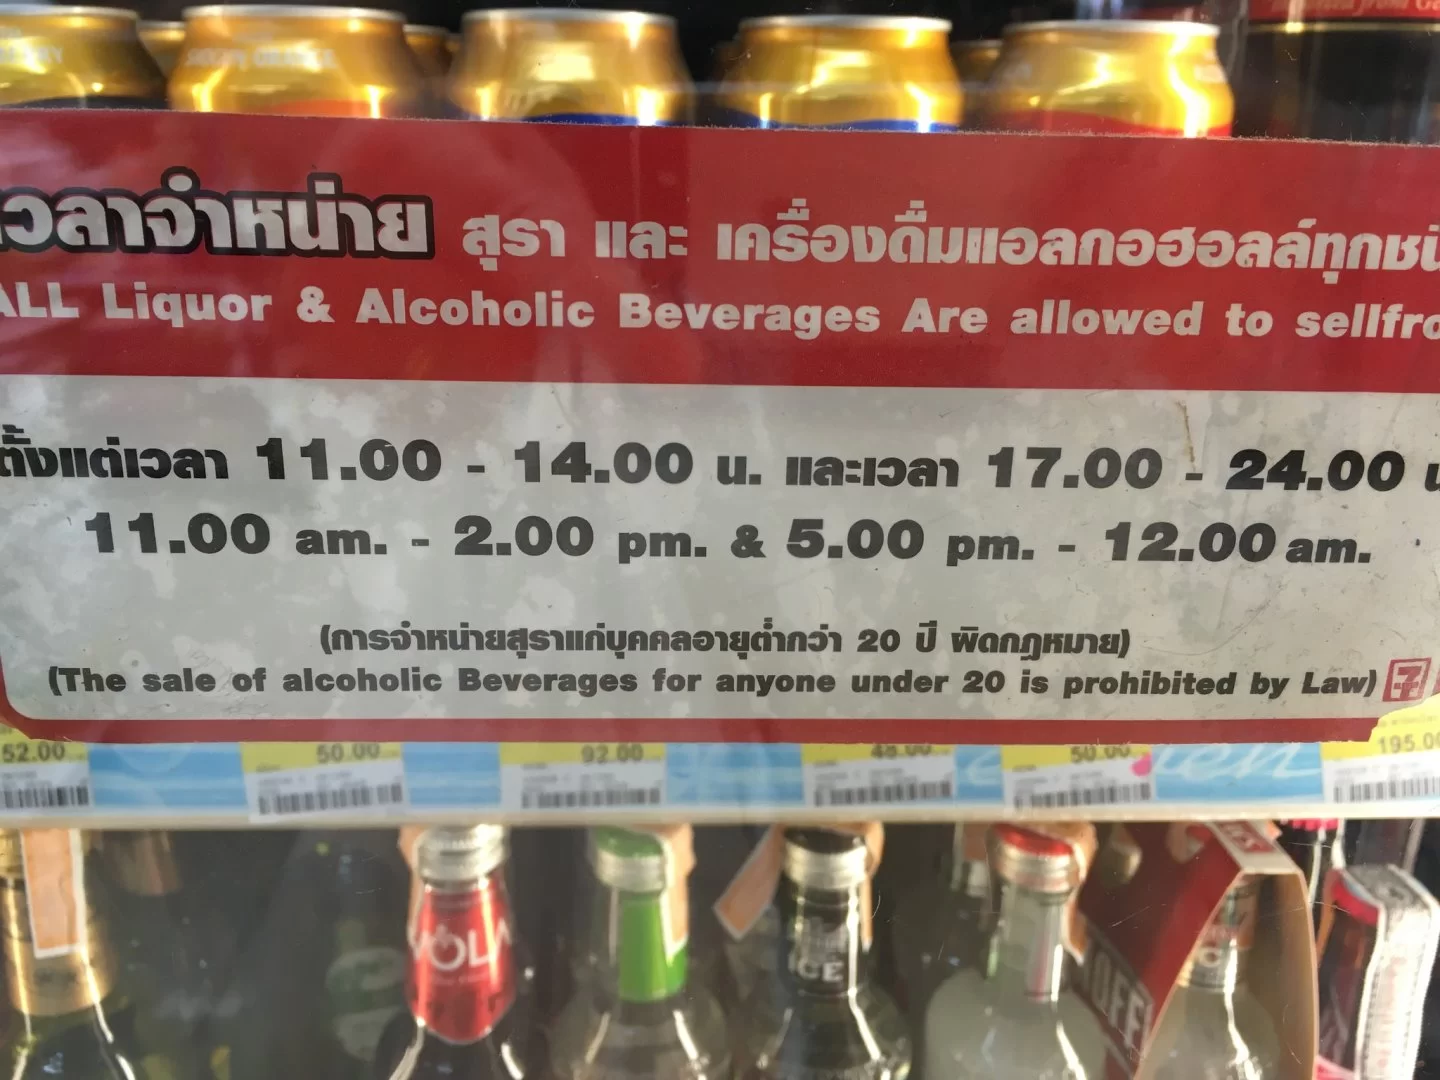 เวลาจำหน่าย สุรา และ เครื่องดื่มแอลกอฮอลล์ทุกชนิ
ALL Liquor & Alcoholic Beverages Are allowed to sellfro
ตั้งแต่เวลา 11.00 - 14.00 น. และเวลา 17.00 - 24.00 น
11.00 am. - 2.00 pm. & 5.00 pm. - 12.00 am.
(การจำหน่ายสุราแก่บุคคลอายุต่ำกว่า 20 ปี ผิดกฎหมาย)
(The sale of alcoholic Beverages for anyone under 20 is prohibited by Law)
52.00 50.00 92.00 48.00 50.00 195.00
ICE